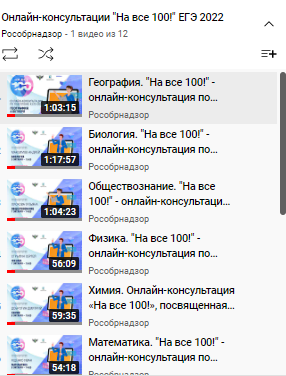 Онлайн-консультации "На все 100!" ЕГЭ 2022
Рособрнадзор - 1 видео из 12
География. "На все 100!" -
онлайн-консультация по...
Рособрнадзор
1:03:15
Биология. "На все 100!" -
онлайн-консультация по...
Рособрнадзор
1:17:57
Обществознание. "На все
100!" - онлайн-консультаци...
Рособрнадзор
1:04:23
Физика. "На все 100!" -
онлайн-консультация по...
Рособрнадзор
56:09
Химия. Онлайн-консультация
«На все 100!», посвященная...
Рособрнадзор
59:35
Математика. "На все 100!" -
онлайн-консультация по...
Рособрнадзор
54:18